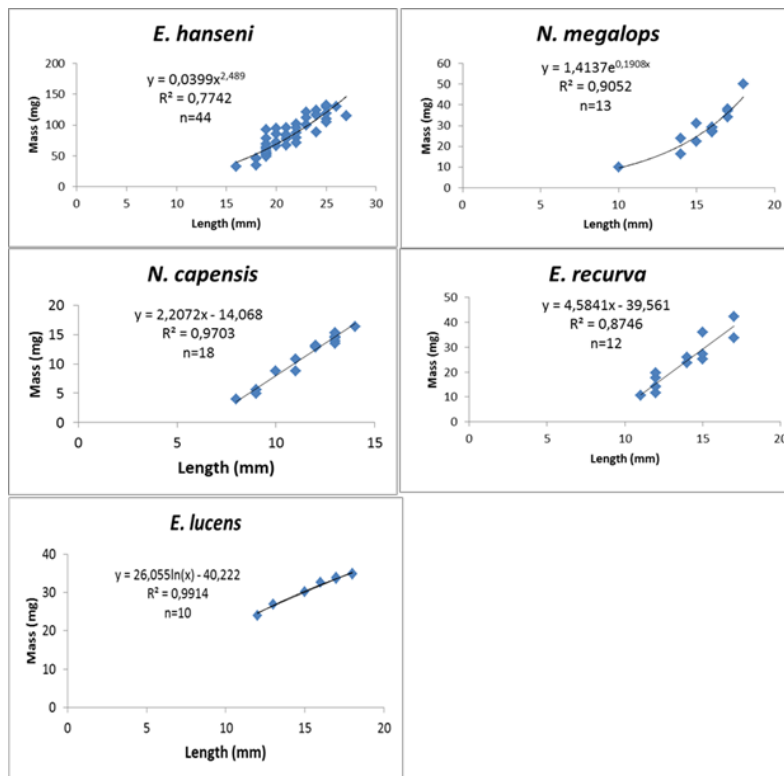 E. hanseni
y = 0,0399x^2,489
R² = 0,7742
n=44
Mass (mg)
200
150
100
50
0
0 5 10 15 20 25 30
Length (mm)
N. megalops
y = 1,4137e^0,1908x
R² = 0,9052
n=13
Mass (mg)
60
50
40
30
20
10
0
0 5 10 15 20
Length (mm)
N. capensis
y = 2,2072x - 14,068
R² = 0,9703
n=18
Mass (mg)
20
15
10
5
0
0 5 10 15
Length (mm)
E. recurva
y = 4,5841x - 39,561
R² = 0,8746
n=12
Mass (mg)
50
40
30
20
10
0
0 5 10 15 20
Length (mm)
E. lucens
y = 26,055ln(x) - 40,222
R² = 0,9914
n=10
Mass (mg)
40
30
20
10
0
0 5 10 15 20
Length (mm)